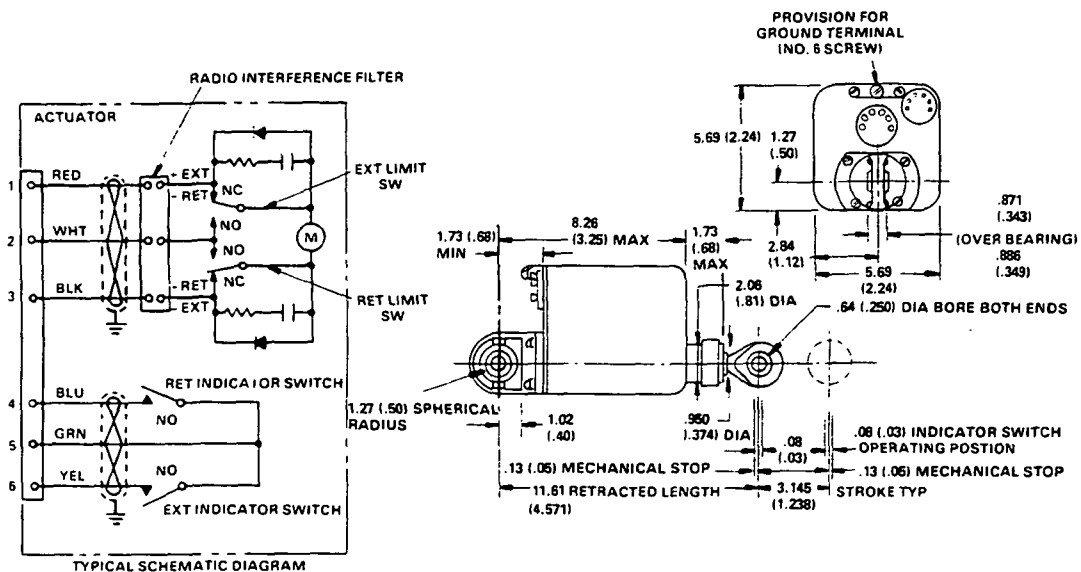 PROVISION FOR
GROUND TERMINAL
(NO. 6 SCREW)
RADIO INTERFERENCE FILTER
ACTUATOR
1
RED
+ EXT
- RET
NC
EXT LIMIT
SW
NO
2
WHT
M
NO
NC
3
BLK
- RET
- EXT
RET LIMIT
SW
4
BLU
RET INDICATOR SWITCH
NO
5
GRN
6
YEL
NO
EXT INDICATOR SWITCH
TYPICAL SCHEMATIC DIAGRAM
5.69 (2.24)
1.27
(.50)
2.84
(1.12)
5.69
(2.24)
.871
(.343)
(OVER BEARING)
.886
(.349)
1.73 (.68)
MIN
8.26
(3.25) MAX
1.73
(.68)
MAX
2.06
(.81) DIA
.64 (.250) DIA BORE BOTH ENDS
1.27 (.50) SPHERICAL
RADIUS
1.02
(.40)
.950
(.374) DIA
.08
(.03)
.08 (.03) INDICATOR SWITCH
OPERATING POSTION
.13 (.05) MECHANICAL STOP
.13 (.05) MECHANICAL STOP
11.61 RETRACTED LENGTH
(4.571)
3.145
(1.238)
STROKE TYP